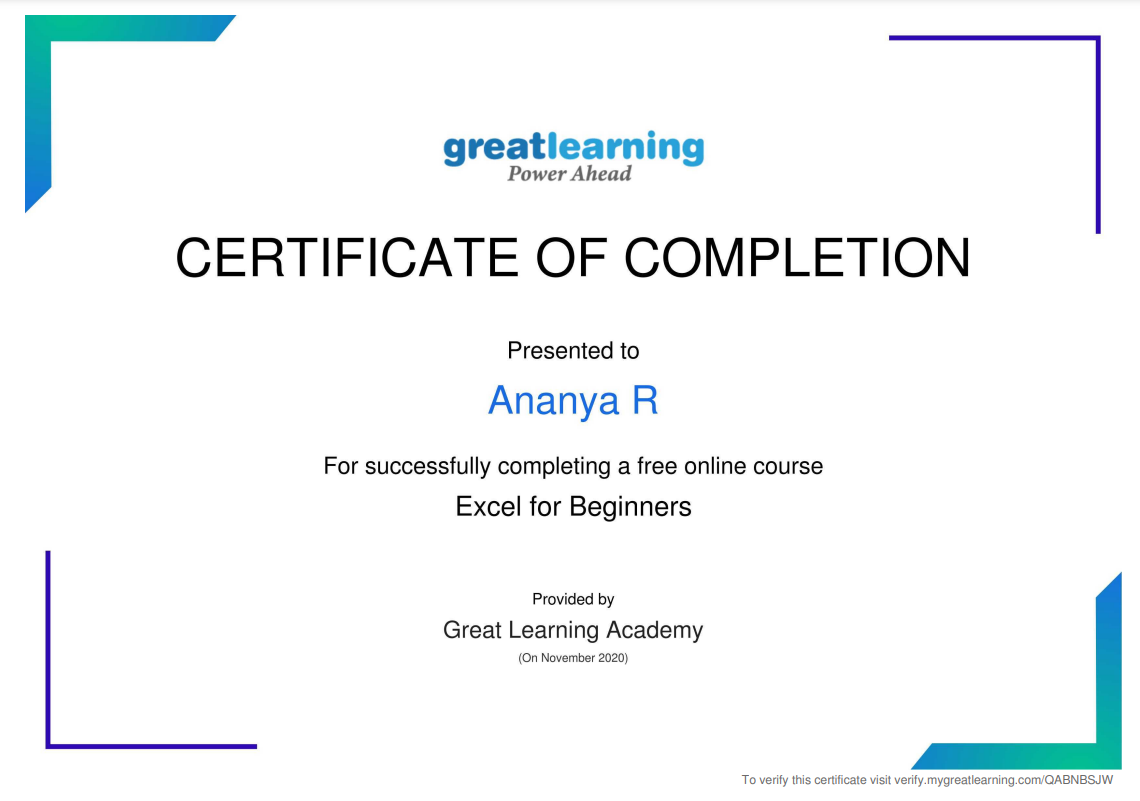 greatlearning
Power Ahead
CERTIFICATE OF COMPLETION
Presented to
Ananya R
For successfully completing a free online course
Excel for Beginners
Provided by
Great Learning Academy
(On November 2020)
To verify this certificate visit verify.mygreatlearning.com/QABNBSJW